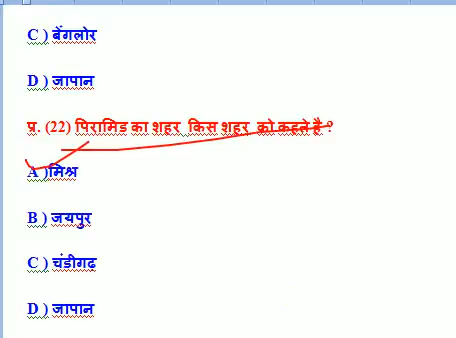 C ) बेंगलोर
D ) जापान
प्र. (22) पिरामिड का शहर किस शहर को कहते है ?
A )मिश्र
B ) जयपुर
C ) चंडीगढ
D ) जापान